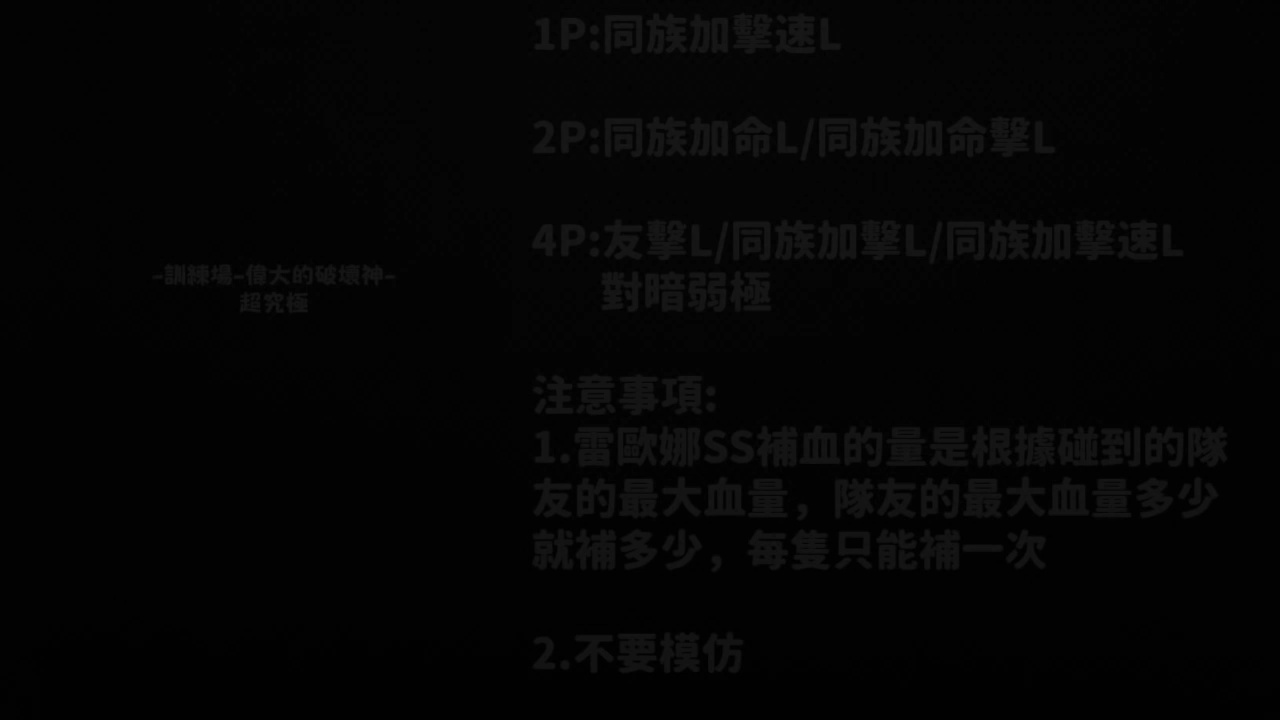 -訓練場-偉大的破壞神-
超究極
1P:同族加擊速L
2P:同族加命L/同族加命擊L
4P:友擊L/同族加擊L/同族加擊速L
對暗弱極
注意事項:
1.雷歐娜SS補血的量是根據碰到的隊
友的最大血量，隊友的最大血量多少
就補多少，每隻只能補一次
2.不要模仿